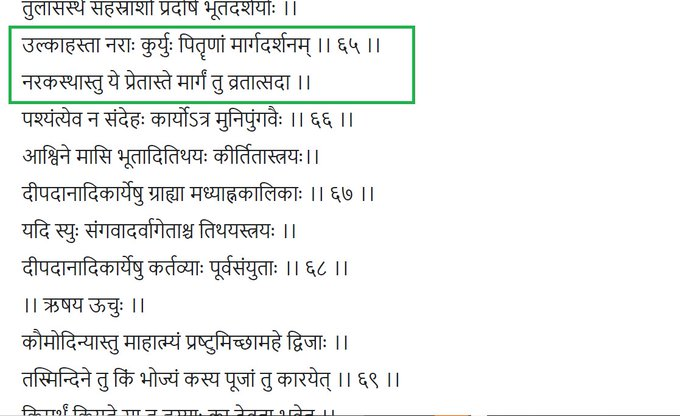 तुलासंस्थे सहस्रांशौ प्रदोषे भूतदर्शयोः ।।
उल्काहस्ता नराः कुर्युः पितॄणां मार्गदर्शनम् ।। ६५ ।।
नरकस्थास्तु ये प्रेतास्ते मार्गं तु व्रतात्सदा ।।
पश्यंत्येव न संदेहः कार्योऽत्र मुनिपुंगवैः ।। ६६ ।।
आश्विने मासि भूतादितिथयः कीर्तितास्त्रयः।।
दीपदानादिकार्येषु ग्राह्या मध्याह्नकालिकाः ।। ६७ ।।
यदि स्युः संगवादर्वागेताश्च तिथयस्त्रयः ।।
दीपदानादिकार्येषु कर्तव्याः पूर्वसंयुताः ।। ६८ ।।
।। ऋषय ऊचुः ।।
कौमोदिन्यास्तु माहात्म्यं प्रष्टुमिच्छामहे द्विजाः ।।
तस्मिन्दिने तु किं भोज्यं कस्य पूजां तु कारयेत् ।। ६९ ।।